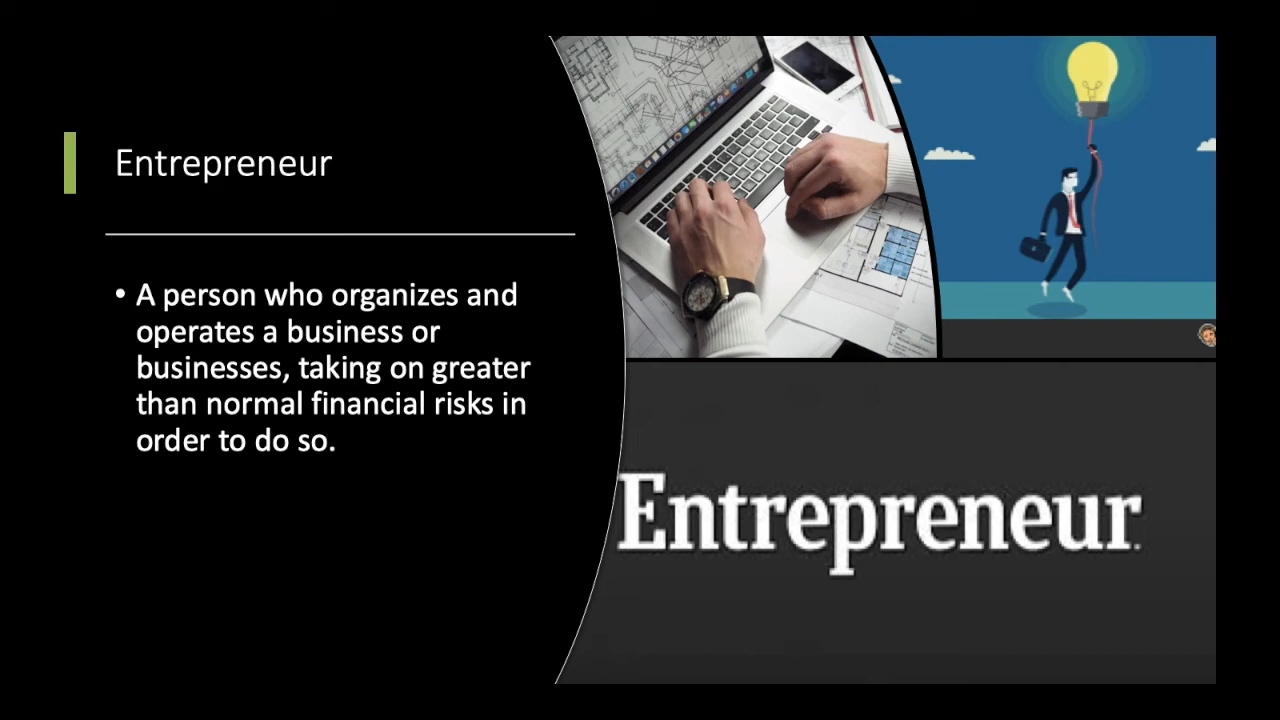 Entrepreneur
• A person who organizes and
operates a business or
businesses, taking on greater
than normal financial risks in
order to do so.
Entrepreneur.